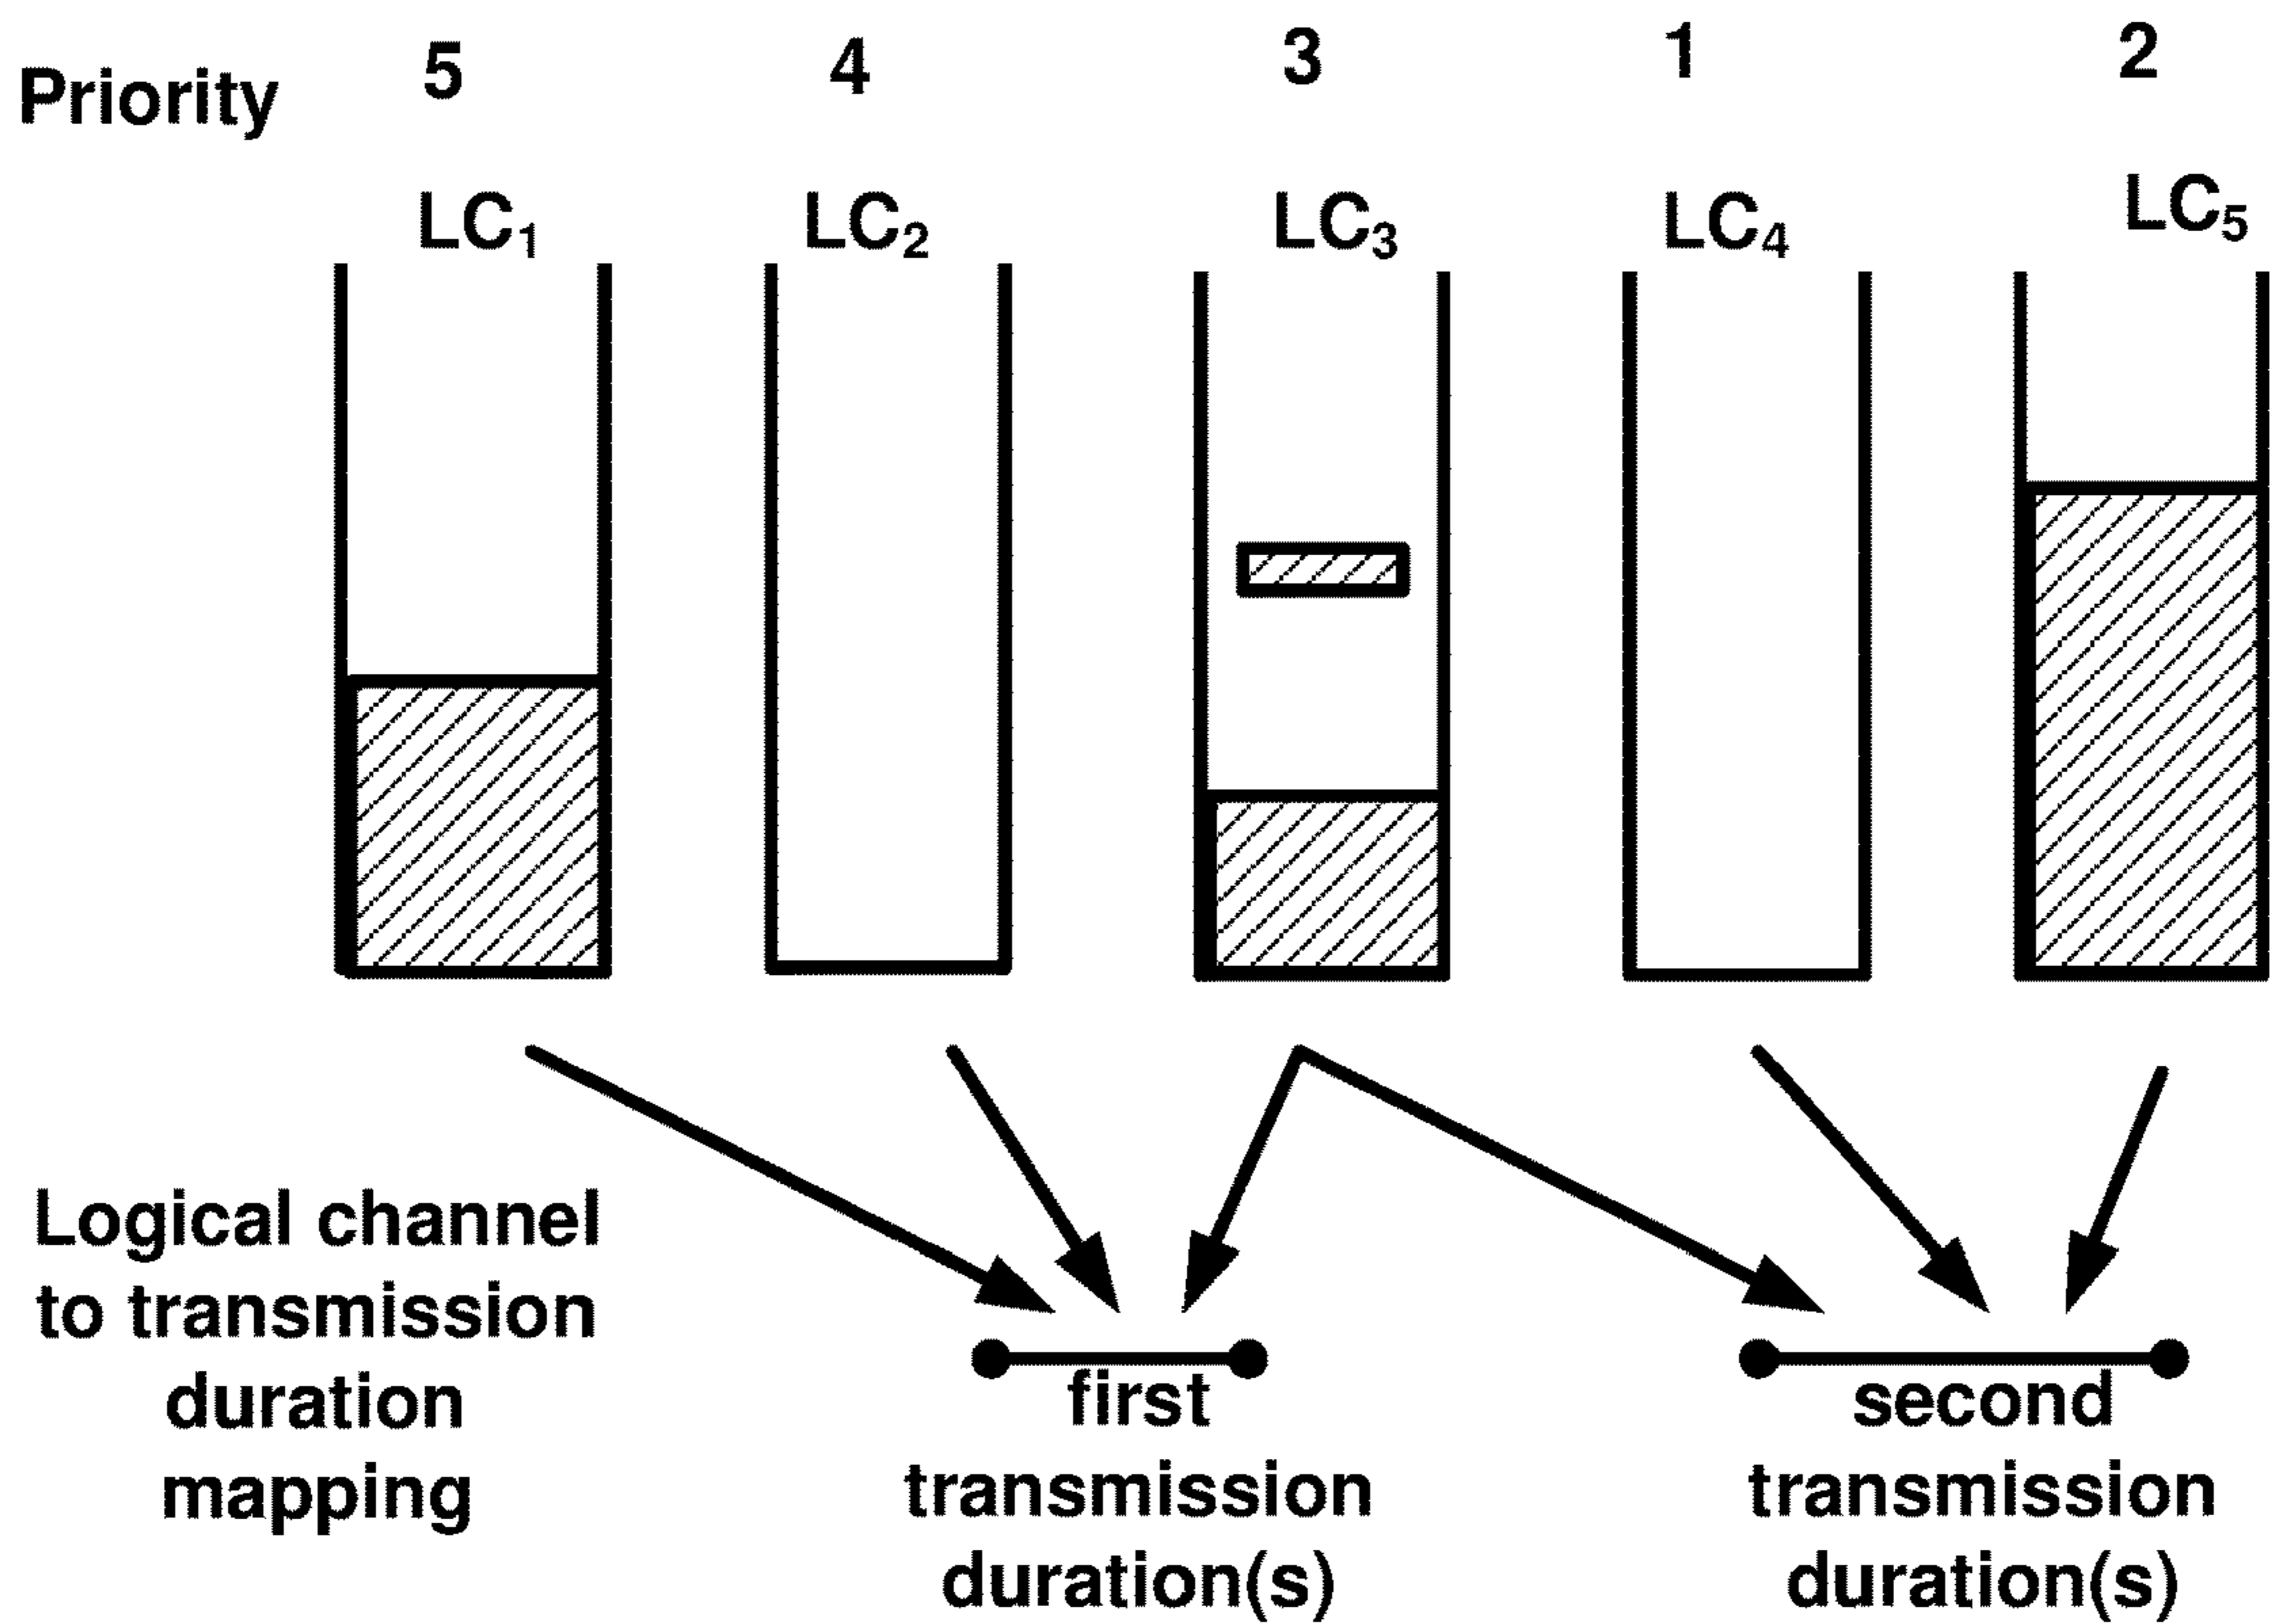 Priority 5 4 3 1 2
LC₁ LC₂ LC₃ LC₄ LC₅
Logical channel
to transmission
duration
mapping
first
transmission
duration(s)
second
transmission
duration(s)